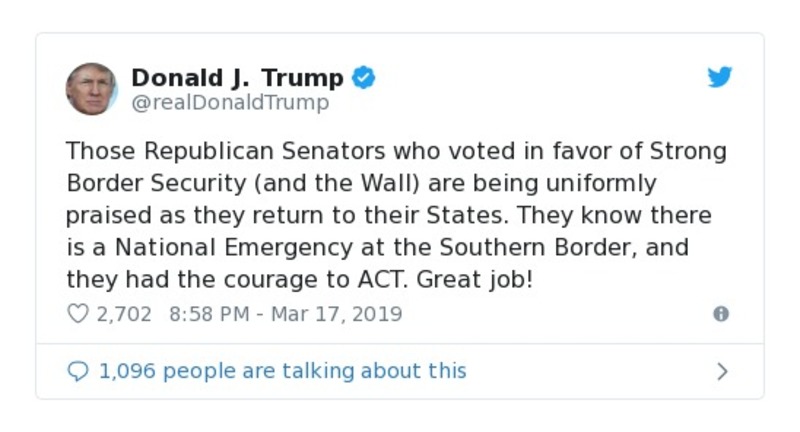 Donald J. Trump
@realDonaldTrump
Those Republican Senators who voted in favor of Strong
Border Security (and the Wall) are being uniformly
praised as they return to their States. They know there
is a National Emergency at the Southern Border, and
they had the courage to ACT. Great job!
2,702 8:58 PM - Mar 17, 2019
1,096 people are talking about this